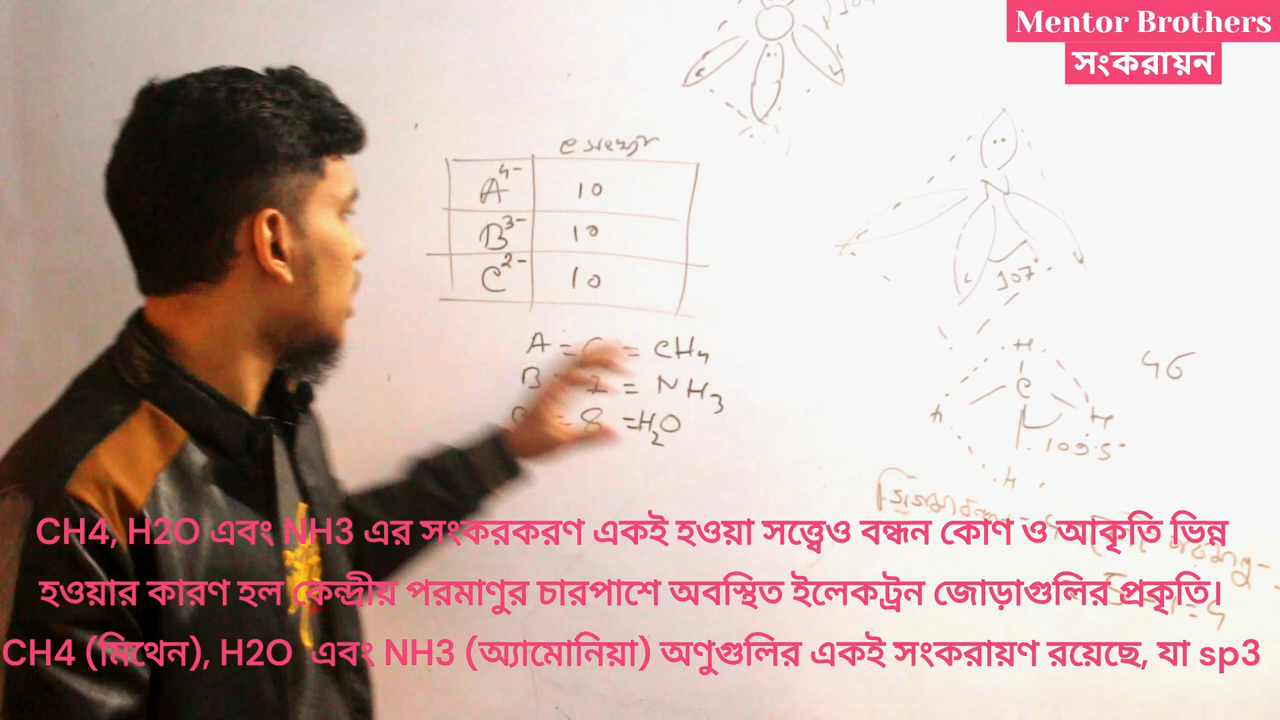 Mentor Brothers
সংকরায়ন
e সংখ্যা
A4- 10
B3- 10
C2- 10
A = = CH4
B = NH3
= 8 = H2O
107°
H
C
H H
109.5°
H
CH4, H2O এবং NH3 এর সংকরকরণ একই হওয়া সত্ত্বেও বন্ধন কোণ ও আকৃতি ভিন্ন
হওয়ার কারণ হল কেন্দ্রীয় পরমাণুর চারপাশে অবস্থিত ইলেকট্রন জোড়াগুলির প্রকৃতি।
CH4 (মিথেন), H2O এবং NH3 (অ্যামোনিয়া) অণুগুলির একই সংকরায়ণ রয়েছে, যা sp3